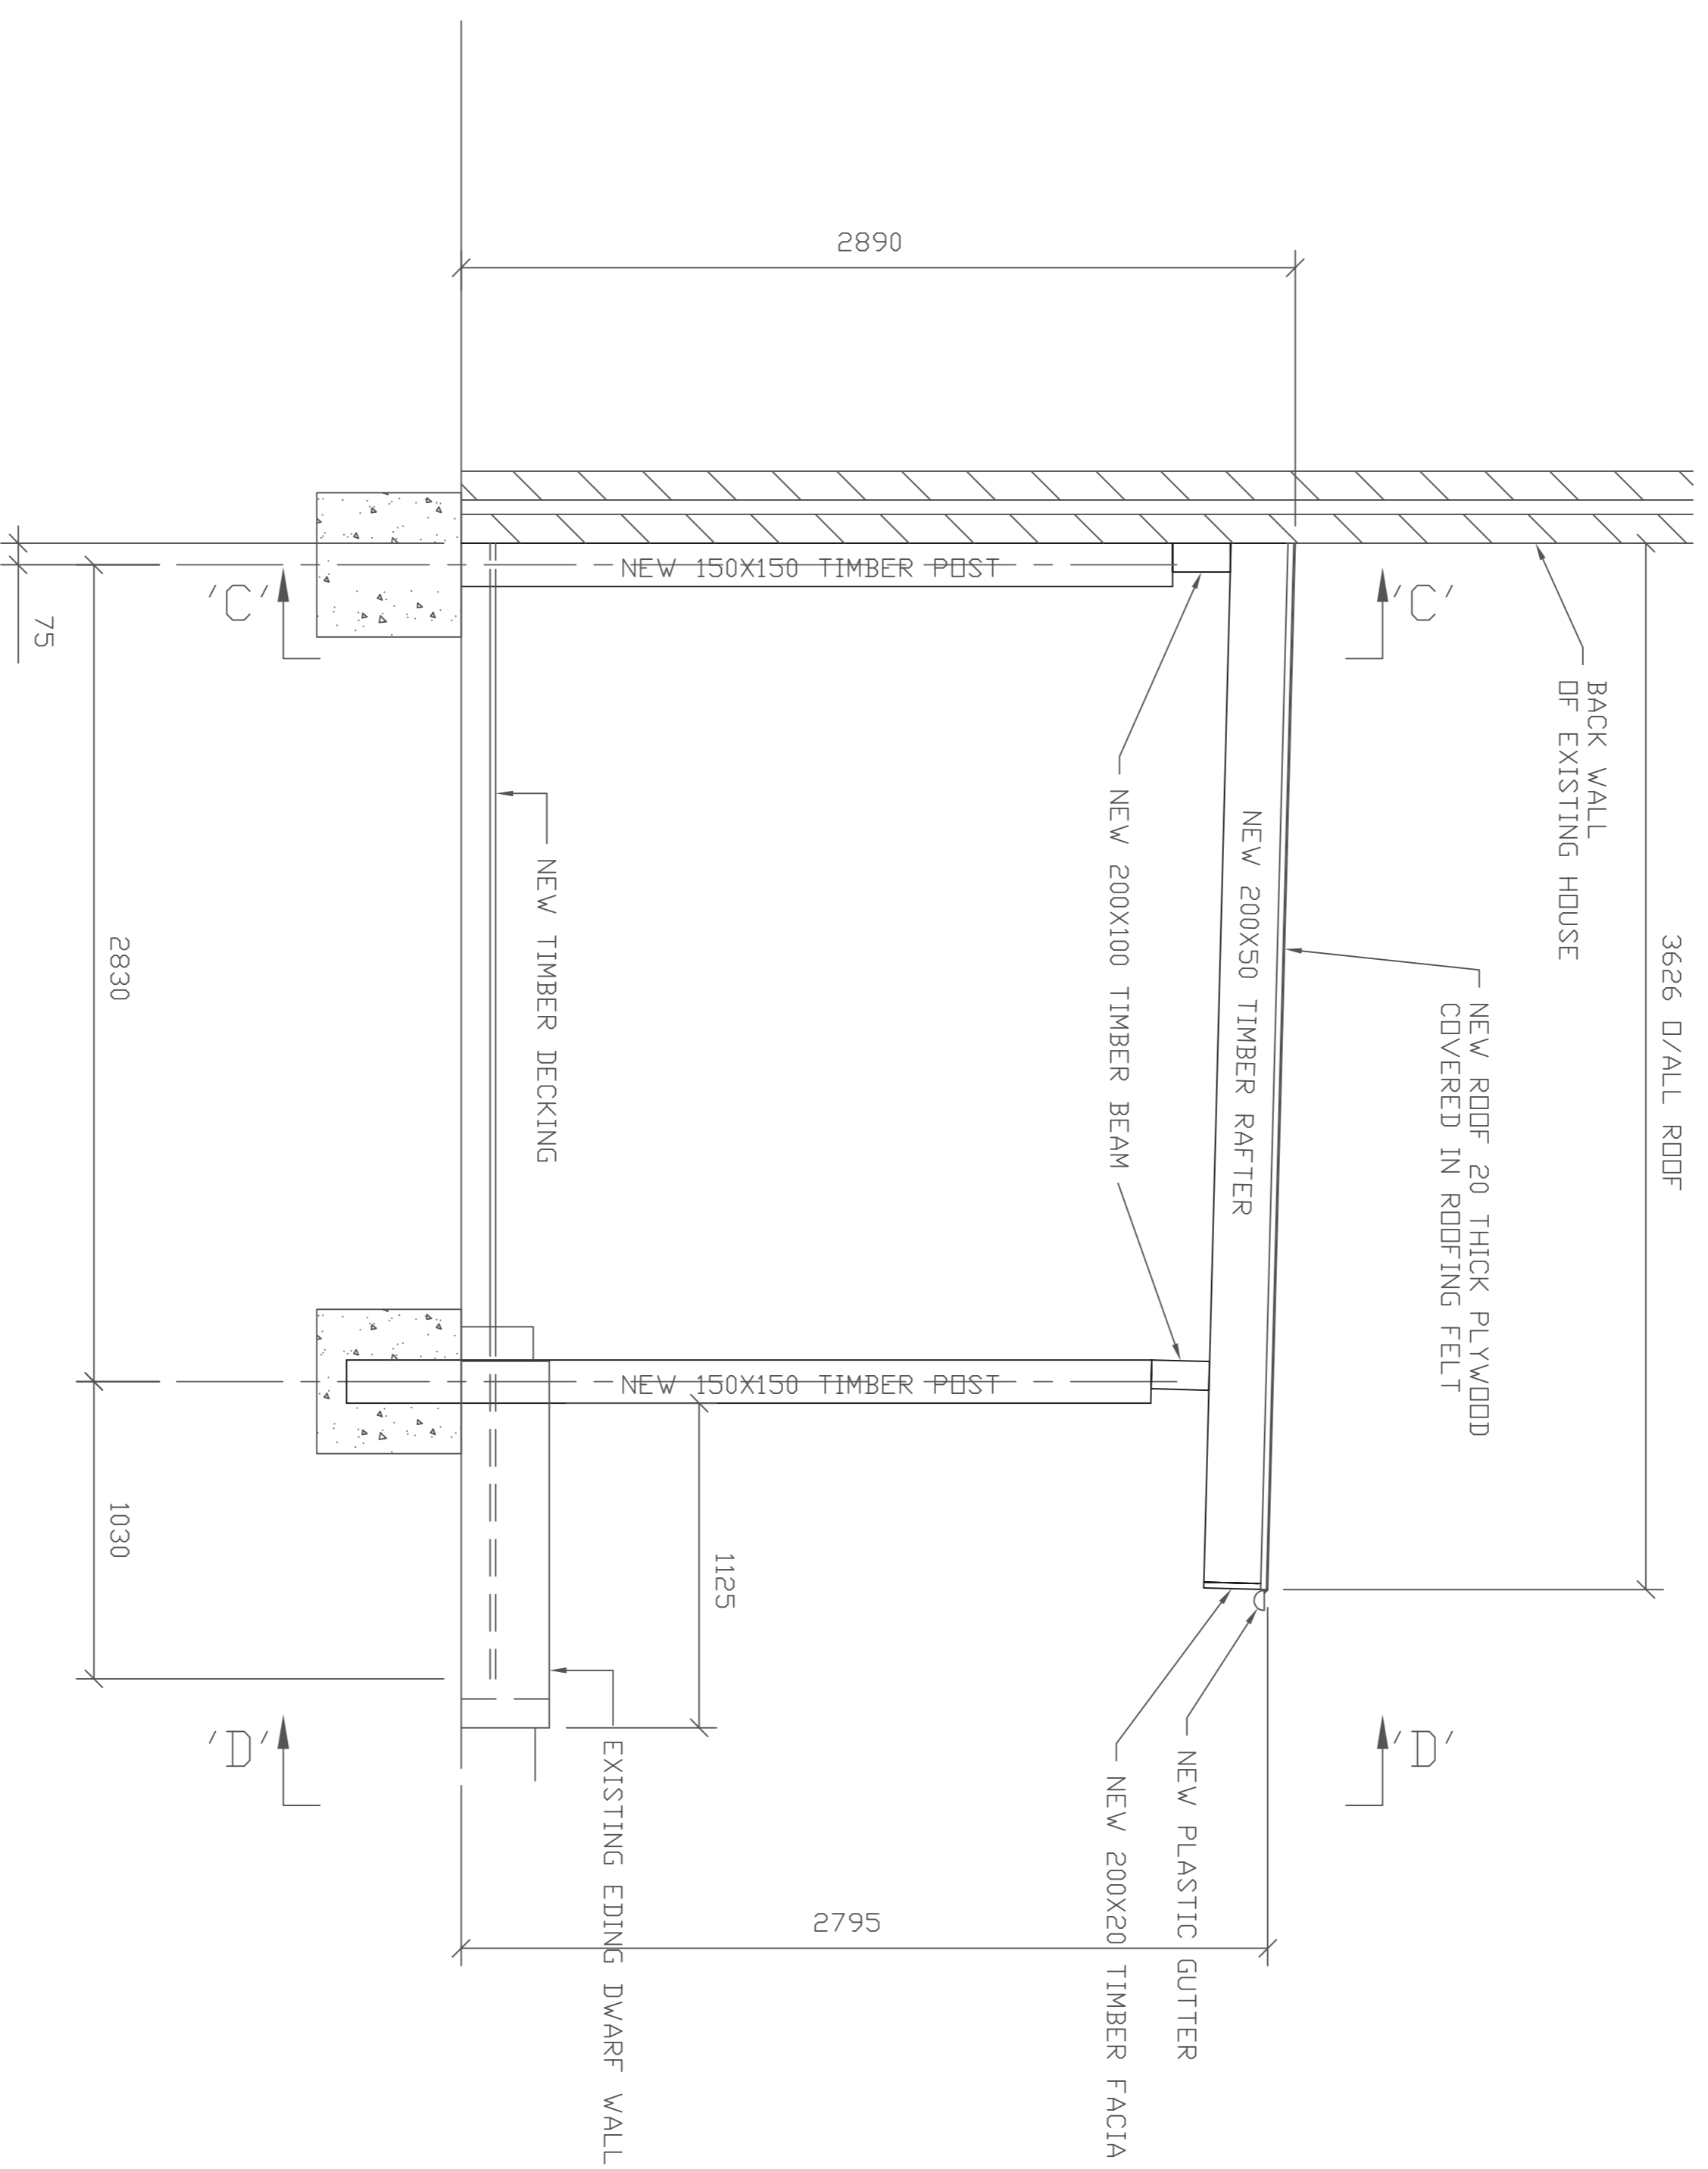 3626 O/ALL ROOF
BACK WALL
OF EXISTING HOUSE
NEW ROOF 20 THICK PLYWOOD
COVERED IN ROOFING FELT
'C'
'D'
NEW 200X50 TIMBER RAFTER
NEW PLASTIC GUTTER
NEW 200X100 TIMBER BEAM
NEW 200X20 TIMBER FACIA
2890
2795
NEW 150X150 TIMBER POST
NEW 150X150 TIMBER POST
1125
EXISTING EDING DWARF WALL
NEW TIMBER DECKING
'C'
'D'
2830
1030
75